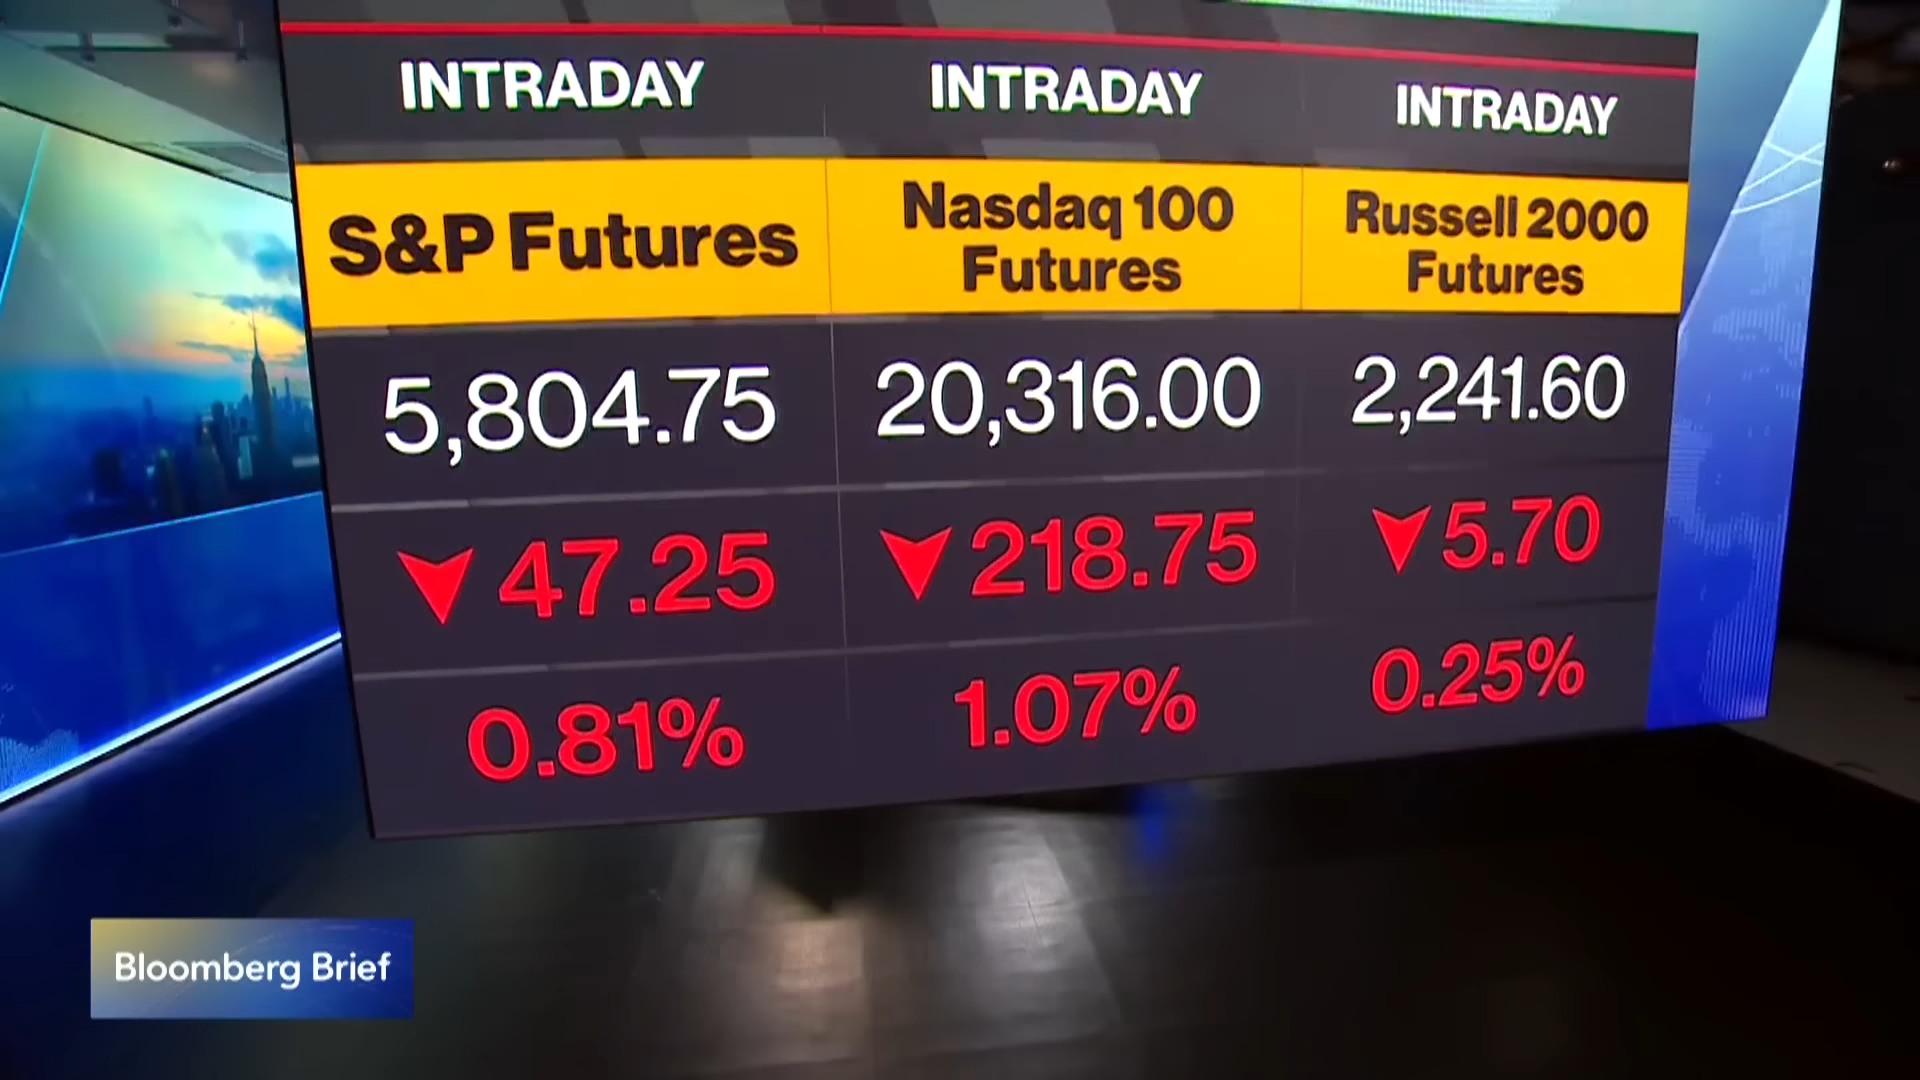 INTRADAY INTRADAY INTRADAY
S&P Futures
Nasdaq 100
Futures
Russell 2000
Futures
5,804.75 20,316.00 2,241.60
47.25 218.75 5.70
0.81% 1.07% 0.25%
Bloomberg Brief